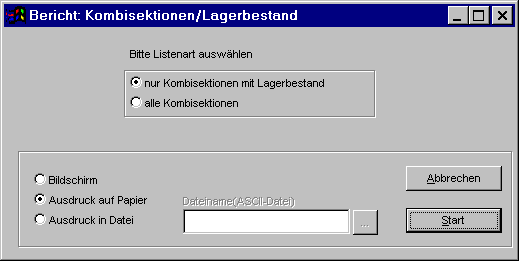 Bericht: Kombisektionen/Lagerbestand
Bitte Listenart auswählen
nur Kombisektionen mit Lagerbestand
alle Kombisektionen
Bildschirm
Abbrechen
Ausdruck auf Papier
Dateiname(ASCII-Datei)
Ausdruck in Datei
...
Start